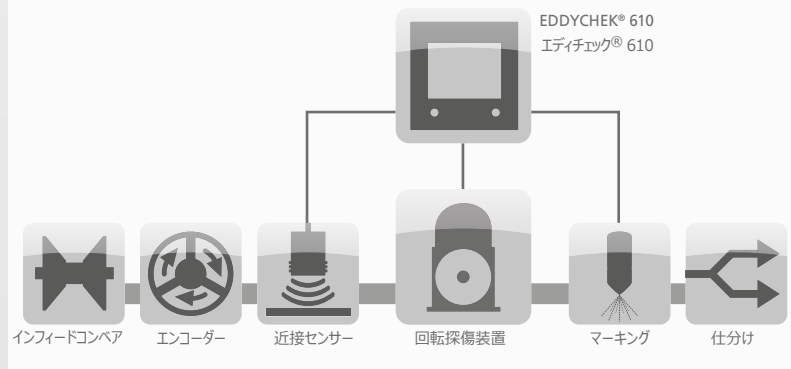 EDDYCHEK® 610
エディチェック® 610
インフィードコンベア
エンコーダー
近接センサー
回転探傷装置
マーキング
仕分け